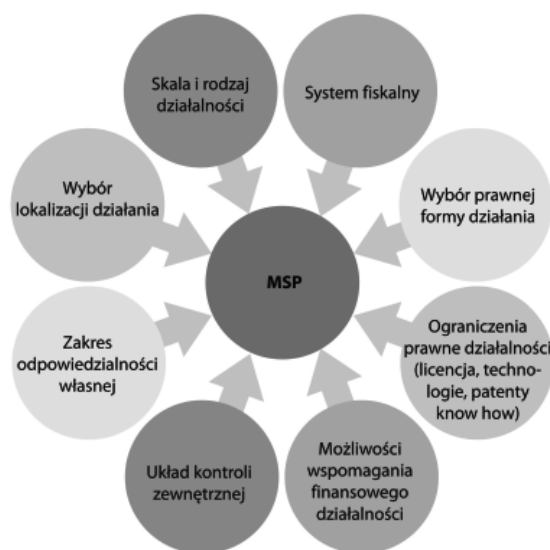 Skala i rodzaj
działalności
System fiskalny
Wybór
lokalizacji działania
Wybór prawnej
formy działania
MSP
Zakres
odpowiedzialności
własnej
Ograniczenia
prawne działalności
(licencja, techno-
logie, patenty
know how)
Układ kontroli
zewnętrznej
Możliwości
wspomagania
finansowego
działalności